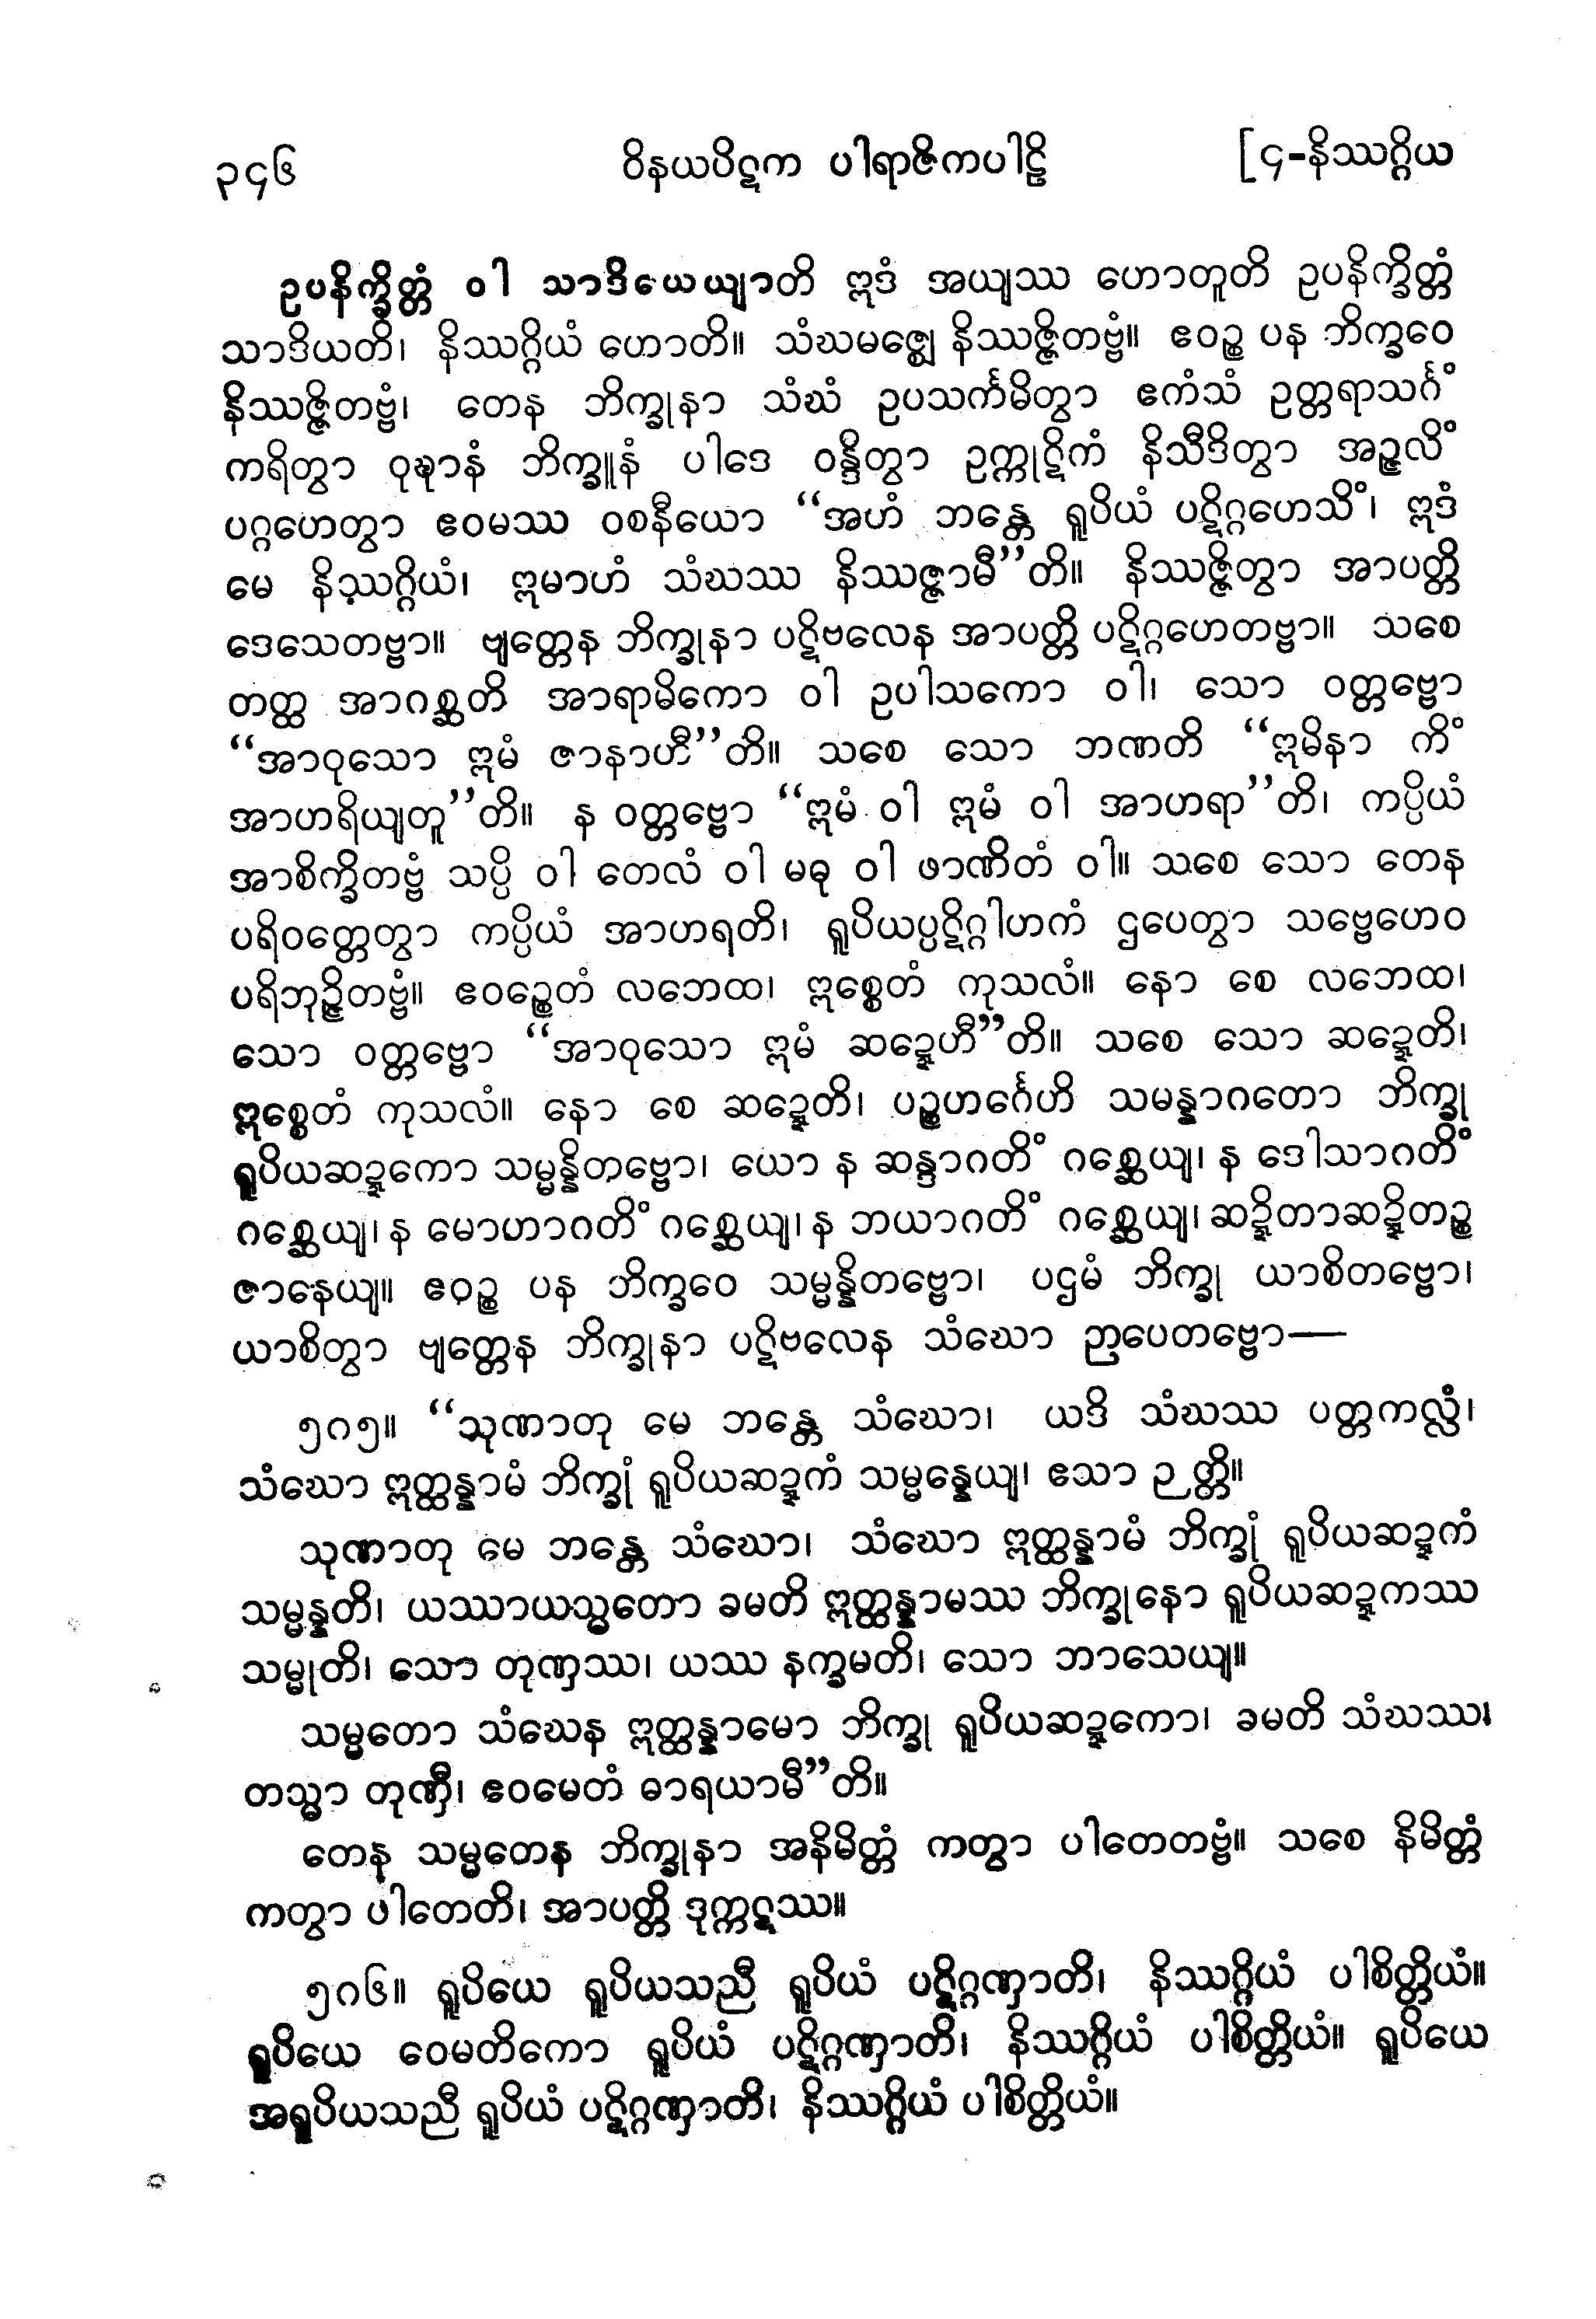 ၃၄၆ ဝိနယပိဋက ပါရာဇိကပါဠိ [၄-နိဿဂ္ဂိယ
ဥပနိက္ခိတ္တံ ဝါ သာဒိယေယျာတိ ဣဒံ အယျဿ ဟောတူတိ ဥပနိက္ခိတ္တံ
သာဒိယတိ၊ နိဿဂ္ဂိယံ ဟောတိ။ သံဃမဇ္ဈေ နိဿဇ္ဇိတဗ္ဗံ။ ဧဝဉ္စ ပန ဘိက္ခဝေ
နိဿဇ္ဇိတဗ္ဗံ၊ တေန ဘိက္ခုနာ သံဃံ ဥပသင်္ကမိတွာ ဧကံသံ ဥတ္တရာသင်္ဂံ
ကရိတွာ ဝုဍ္ဎာနံ ဘိက္ခူနံ ပါဒေ ဝန္ဒိတွာ ဥက္ကုဋိကံ နိသီဒိတွာ အဉ္ဇလိံ
ပဂ္ဂဟေတွာ ဧဝမဿ ဝစနီယော “အဟံ ဘန္တေ ရူပိယံ ပဋိဂ္ဂဟေသိံ၊ ဣဒံ
မေ နိဿဂ္ဂိယံ၊ ဣမာဟံ သံဃဿ နိဿဇ္ဇာမီ”တိ။ နိဿဇ္ဇိတွာ အာပတ္တိ
ဒေသေတဗ္ဗာ။ ဗျတ္တေန ဘိက္ခုနာ ပဋိဗလေန အာပတ္တိ ပဋိဂ္ဂဟေတဗ္ဗာ။ သစေ
တတ္ထ အာဂစ္ဆတိ အာရာမိကော ဝါ ဥပါသကော ဝါ၊ သော ဝတ္တဗ္ဗော
“အာဝုသော ဣမံ ဇာနာဟီ”တိ။ သစေ သော ဘဏတိ “ဣမိနာ ကိံ
အာဟရိယျတူ”တိ။ န ဝတ္တဗ္ဗော “ဣမံ ဝါ ဣမံ ဝါ အာဟရာ”တိ၊ ကပ္ပိယံ
အာစိက္ခိတဗ္ဗံ သပ္ပိ ဝါ တေလံ ဝါ မဓု ဝါ ဖာဏိတံ ဝါ။ သစေ သော တေန
ပရိဝတ္တေတွာ ကပ္ပိယံ အာဟရတိ၊ ရူပိယပ္ပဋိဂ္ဂါဟကံ ဌပေတွာ သဗ္ဗေဟေဝ
ပရိဘုဉ္ဇိတဗ္ဗံ။ ဧဝဉ္စေတံ လဘေထ၊ ဣစ္စေတံ ကုသလံ။ နော စေ လဘေထ၊
သော ဝတ္တဗ္ဗော “အာဝုသော ဣမံ ဆဍ္ဍေဟီ”တိ။ သစေ သော ဆဍ္ဍေတိ၊
ဣစ္စေတံ ကုသလံ။ နော စေ ဆဍ္ဍေတိ၊ ပဉ္စဟင်္ဂေဟိ သမန္နာဂတော ဘိက္ခု
ရူပိယဆဍ္ဍကော သမ္မန္နိတဗ္ဗော၊ ယော န ဆန္ဒာဂတိံ ဂစ္ဆေယျ၊ န ဒေါသာဂတိံ
ဂစ္ဆေယျ၊ န မောဟာဂတိံ ဂစ္ဆေယျ၊ န ဘယာဂတိံ ဂစ္ဆေယျ၊ ဆဍ္ဍိတာဆဍ္ဍိတဉ္စ
ဇာနေယျ။ ဧဝဉ္စ ပန ဘိက္ခဝေ သမ္မန္နိတဗ္ဗော၊ ပဌမံ ဘိက္ခု ယာစိတဗ္ဗော၊
ယာစိတွာ ဗျတ္တေန ဘိက္ခုနာ ပဋိဗလေန သံဃော ဉာပေတဗ္ဗော—
၅၈၅။ “သုဏာတု မေ ဘန္တေ သံဃော၊ ယဒိ သံဃဿ ပတ္တကလ္လံ၊
သံဃော ဣတ္ထန္နာမံ ဘိက္ခုံ ရူပိယဆဍ္ဍကံ သမ္မန္နေယျ၊ ဧသာ ဉတ္တိ။
သုဏာတု မေ ဘန္တေ သံဃော၊ သံဃော ဣတ္ထန္နာမံ ဘိက္ခုံ ရူပိယဆဍ္ဍကံ
သမ္မန္နတိ၊ ယဿာယသ္မတော ခမတိ ဣတ္ထန္နာမဿ ဘိက္ခုနော ရူပိယဆဍ္ဍကဿ
သမ္မုတိ၊ သော တုဏှဿ၊ ယဿ နက္ခမတိ၊ သော ဘာသေယျ။
သမ္မတော သံဃေန ဣတ္ထန္နာမော ဘိက္ခု ရူပိယဆဍ္ဍကော၊ ခမတိ သံဃဿ၊
တသ္မာ တုဏှီ၊ ဧဝမေတံ ဓာရယာမီ”တိ။
တေန သမ္မတေန ဘိက္ခုနာ အနိမိတ္တံ ကတွာ ပါတေတဗ္ဗံ။ သစေ နိမိတ္တံ
ကတွာ ပါတေတိ၊ အာပတ္တိ ဒုက္ကဋဿ။
၅၈၆။ ရူပိယေ ရူပိယသညီ ရူပိယံ ပဋိဂ္ဂဏှာတိ၊ နိဿဂ္ဂိယံ ပါစိတ္တိယံ။
ရူပိယေ ဝေမတိကော ရူပိယံ ပဋိဂ္ဂဏှာတိ၊ နိဿဂ္ဂိယံ ပါစိတ္တိယံ။ ရူပိယေ
အရူပိယသညီ ရူပိယံ ပဋိဂ္ဂဏှာတိ၊ နိဿဂ္ဂိယံ ပါစိတ္တိယံ။